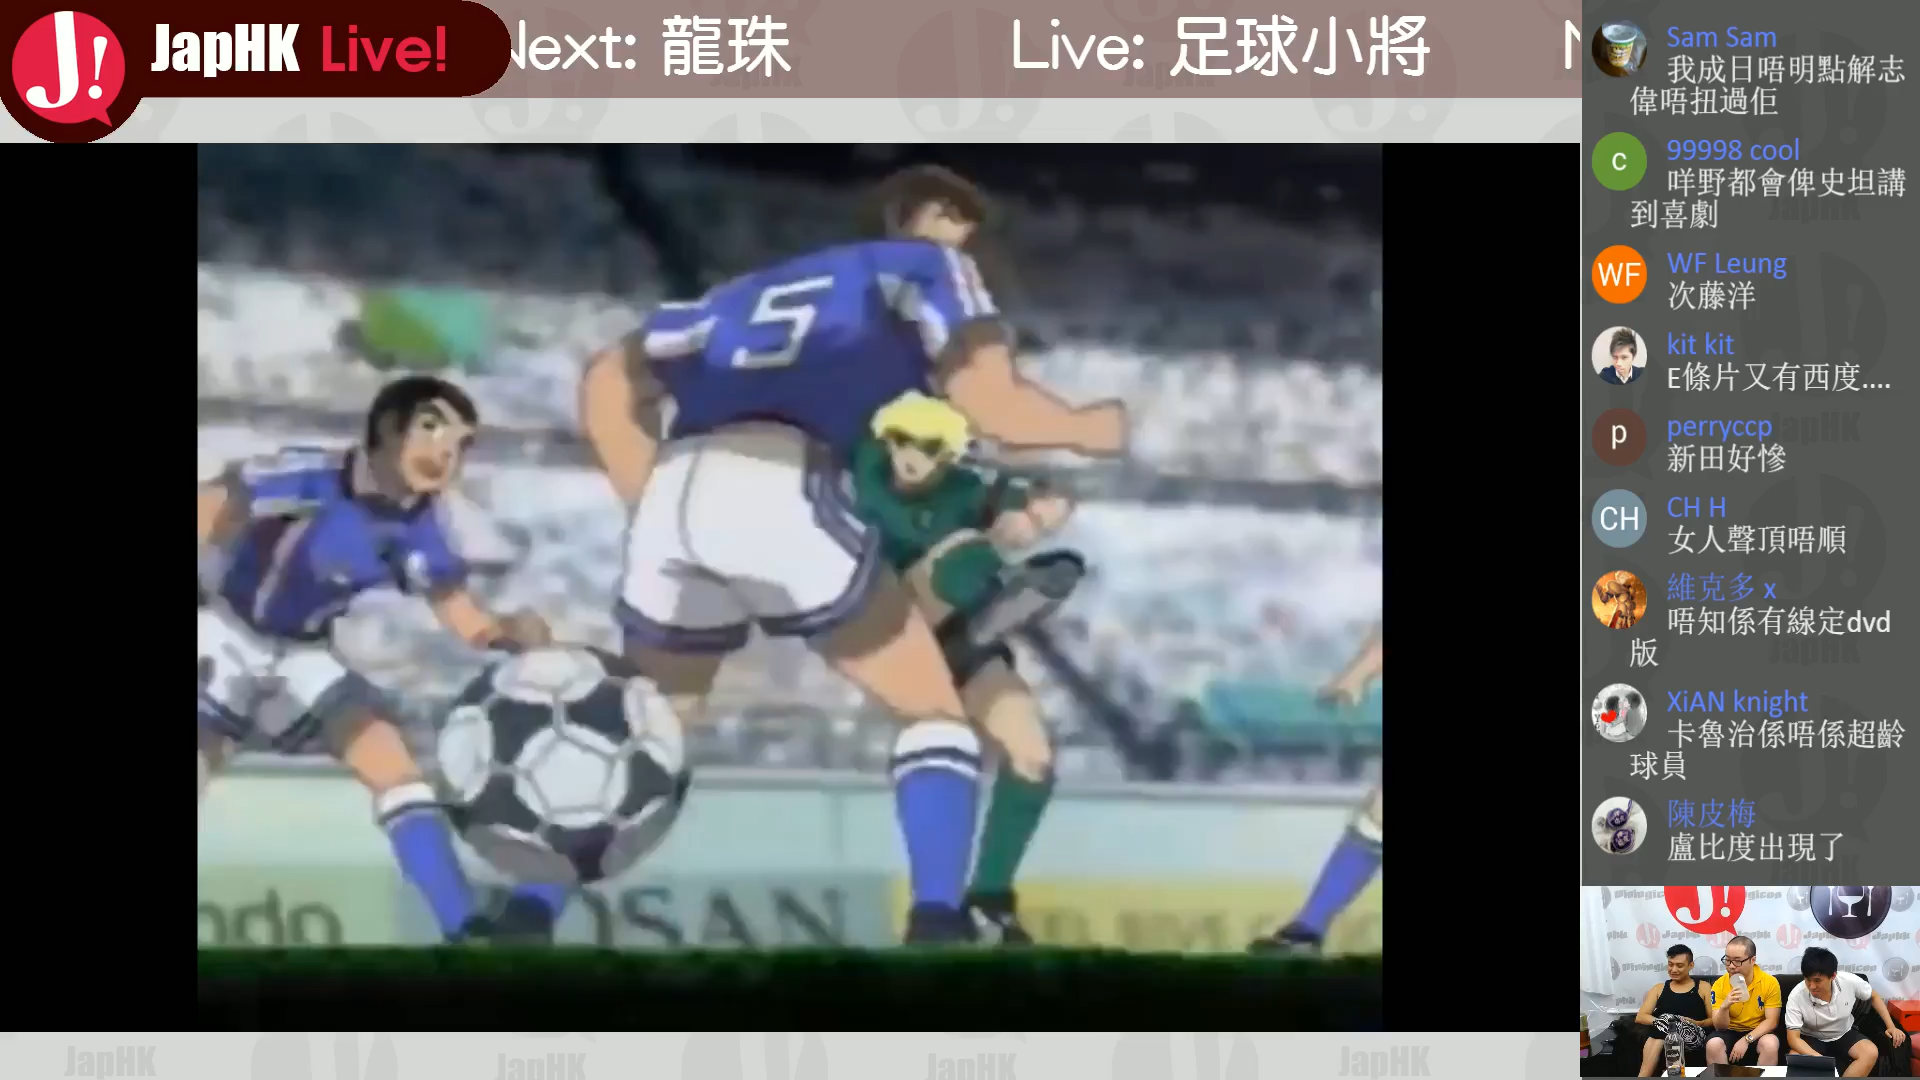 JapHK Live!
Next: 龍珠
Live: 足球小將
Sam Sam
我成日唔明點解志
偉唔扭過佢
99998 cool
咩野都會俾史坦講
到喜劇
WF Leung
次藤洋
kit kit
E條片又有西度....
perryccp
新田好慘
CH H
女人聲頂唔順
維克多 x
唔知係有線定dvd
版
XiAN knight
卡魯治係唔係超齡
球員
陳皮梅
盧比度出現了
5
OSAN
JapHK
JapHK
JapHK
JapHK